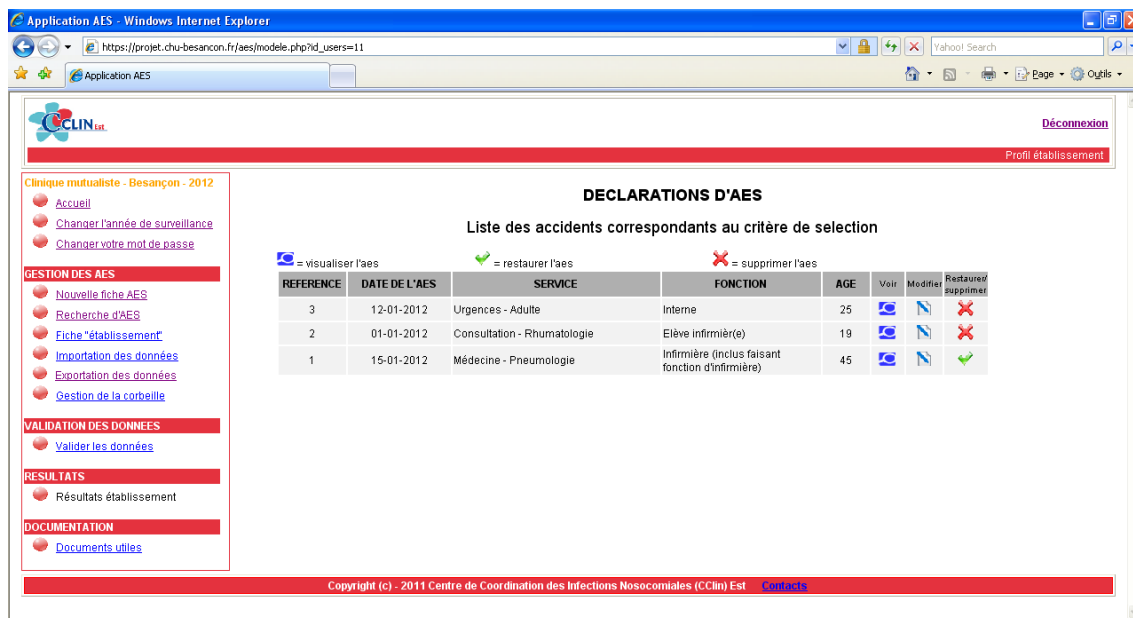 Application AES - Windows Internet Explorer
https://projet.chu-besancon.fr/aes/modele.php?id_users=11
Yahoo! Search
Application AES
Page
Outils
CCLIN Est
Déconnexion
Profil établissement
Clinique mutualiste - Besançon - 2012
Accueil
Changer l'année de surveillance
Changer votre mot de passe
GESTION DES AES
Nouvelle fiche AES
Recherche d'AES
Fiche "établissement"
Importation des données
Exportation des données
Gestion de la corbeille
VALIDATION DES DONNEES
Valider les données
RESULTATS
Résultats établissement
DOCUMENTATION
Documents utiles
DECLARATIONS D'AES
Liste des accidents correspondants au critère de selection
= visualiser l'aes = restaurer l'aes = supprimer l'aes
REFERENCE DATE DE L'AES SERVICE FONCTION AGE Voir Modifier Restaurer/ supprimer
3 12-01-2012 Urgences - Adulte Interne 25
2 01-01-2012 Consultation - Rhumatologie Elève infirmièr(e) 19
1 15-01-2012 Médecine - Pneumologie Infirmière (inclus faisant fonction d'infirmière) 45
Copyright (c) - 2011 Centre de Coordination des Infections Nosocomiales (CClin) Est Contacts